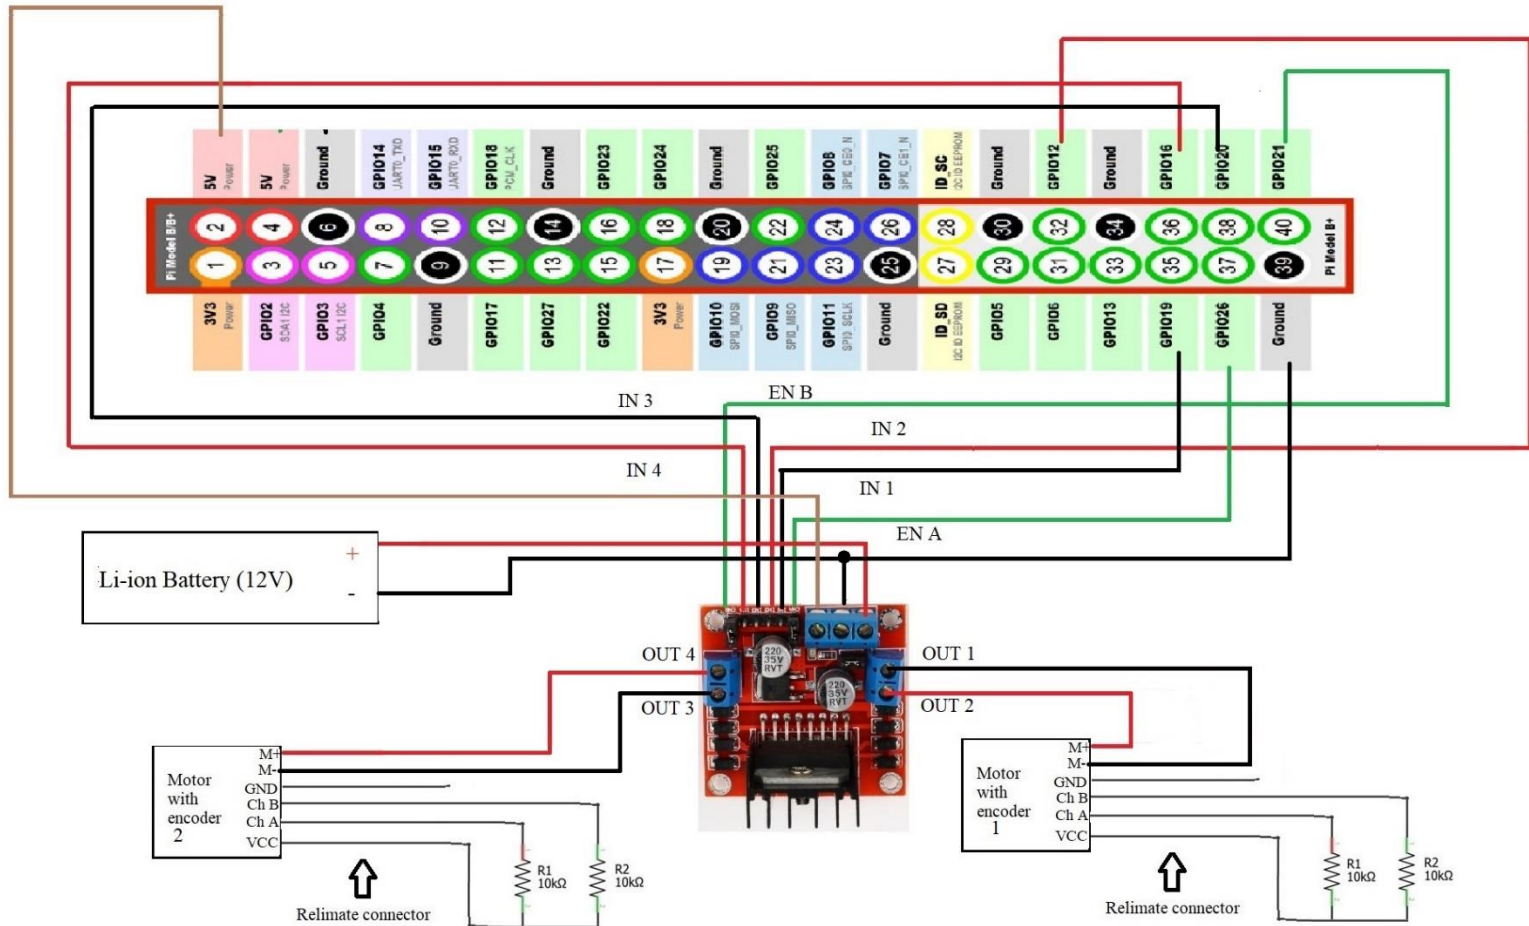 5V
Power
5V
Power
Ground
GPIO14
UART0_TXD
GPIO15
UART0_RXD
GPIO18
PCM_CLK
Ground
GPIO23
GPIO24
Ground
GPIO25
GPIO8
SPI0_CE0_N
GPIO7
SPI0_CE1_N
ID_SC
I2C ID EEPROM
Ground
GPIO12
Ground
GPIO16
GPIO20
GPIO21
Pi Model B/B+
2 4 6 8 10 12 14 16 18 20 22 24 26 28 30 32 34 36 38 40
1 3 5 7 9 11 13 15 17 19 21 23 25 27 29 31 33 35 37 39
Pi Model B+
3V3
Power
GPIO2
SDA1 I2C
GPIO3
SCL1 I2C
GPIO4
Ground
GPIO17
GPIO27
GPIO22
3V3
Power
GPIO10
SPI0_MOSI
GPIO9
SPI0_MISO
GPIO11
SPI0_SCLK
Ground
ID_SD
I2C ID EEPROM
GPIO5
GPIO6
GPIO13
GPIO19
GPIO26
Ground
EN B
IN 3
IN 2
IN 4
IN 1
EN A
Li-ion Battery (12V)
+
-
OUT 4
OUT 3
OUT 1
OUT 2
220
35V
RVT
220
35V
RVT
Motor
with
encoder
2
M+
M-
GND
Ch B
Ch A
VCC
R1
10kΩ
R2
10kΩ
Relimate connector
Motor
with
encoder
1
M+
M-
GND
Ch B
Ch A
VCC
R1
10kΩ
R2
10kΩ
Relimate connector